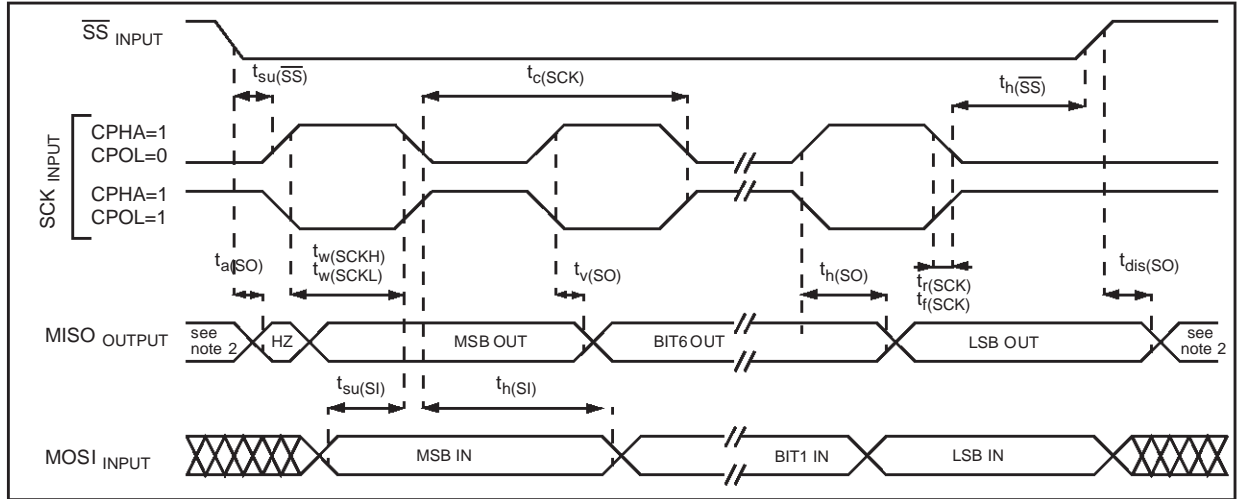 SS INPUT
tsu(SS)
tc(SCK)
th(SS)
SCK INPUT
CPHA=1
CPOL=0
CPHA=1
CPOL=1
ta(SO)
tw(SCKH)
tw(SCKL)
tv(SO)
th(SO)
tr(SCK)
tf(SCK)
tdis(SO)
MISO OUTPUT
see
note 2
HZ
MSB OUT
BIT6 OUT
LSB OUT
see
note 2
tsu(SI)
th(SI)
MOSI INPUT
MSB IN
BIT1 IN
LSB IN